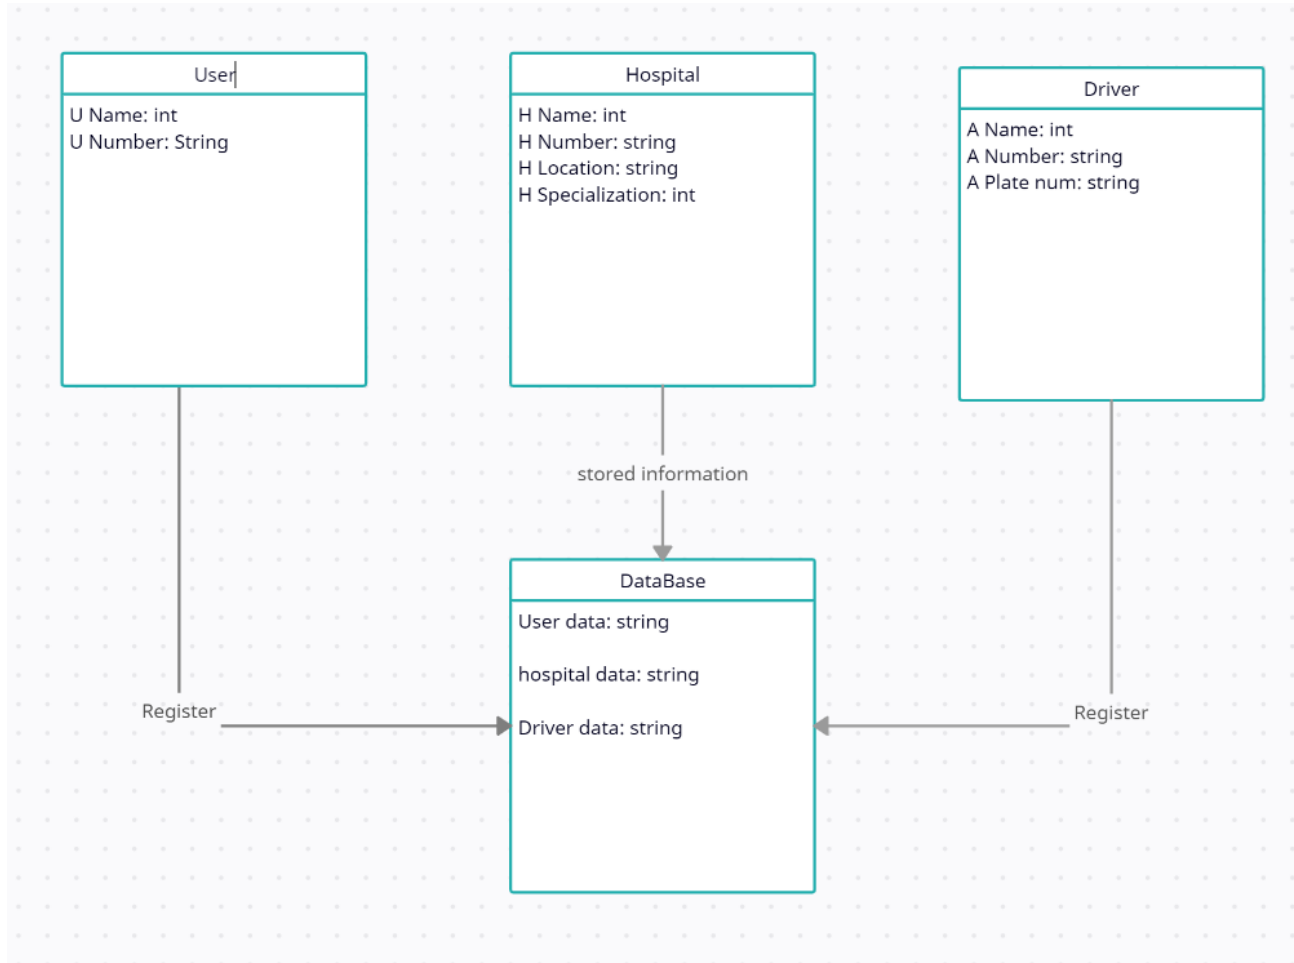 User
U Name: int
U Number: String
Hospital
H Name: int
H Number: string
H Location: string
H Specialization: int
Driver
A Name: int
A Number: string
A Plate num: string
stored information
DataBase
User data: string
hospital data: string
Driver data: string
Register
Register